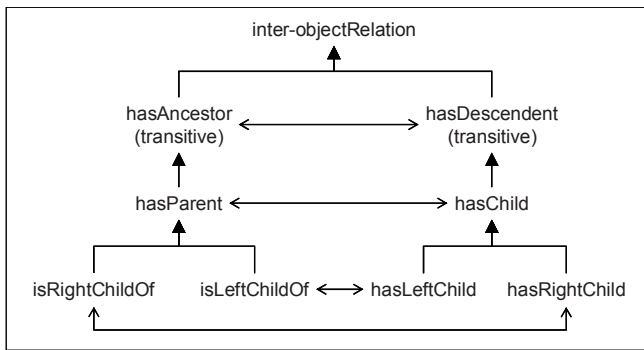 inter-objectRelation
hasAncestor
(transitive)
hasDescendent
(transitive)
hasParent
hasChild
isRightChildOf
isLeftChildOf
hasLeftChild
hasRightChild